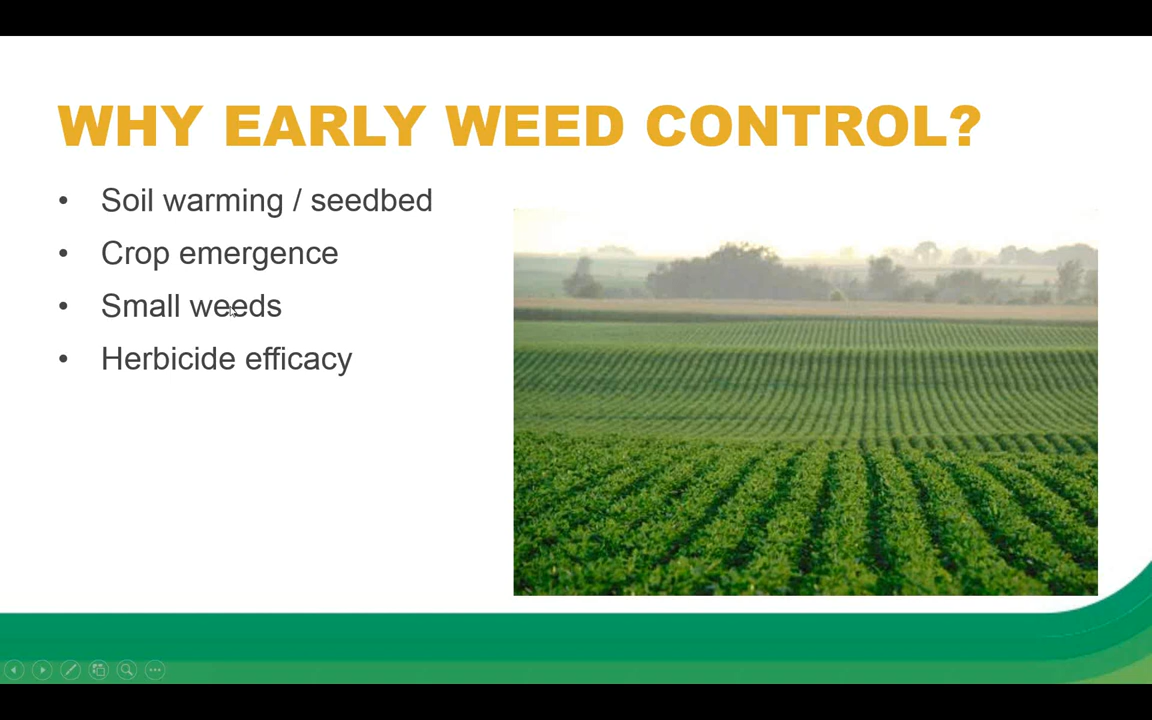 WHY EARLY WEED CONTROL?
• Soil warming / seedbed
• Crop emergence
• Small weeds
• Herbicide efficacy